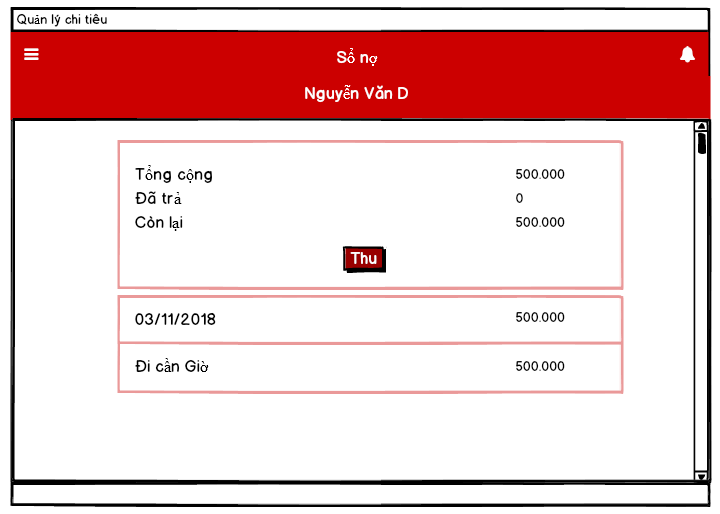 Quản lý chi tiêu
Sổ nợ
Nguyễn Văn D
Tổng cộng 500.000
Đã trả 0
Còn lại 500.000
Thu
03/11/2018 500.000
Đi cần Giờ 500.000